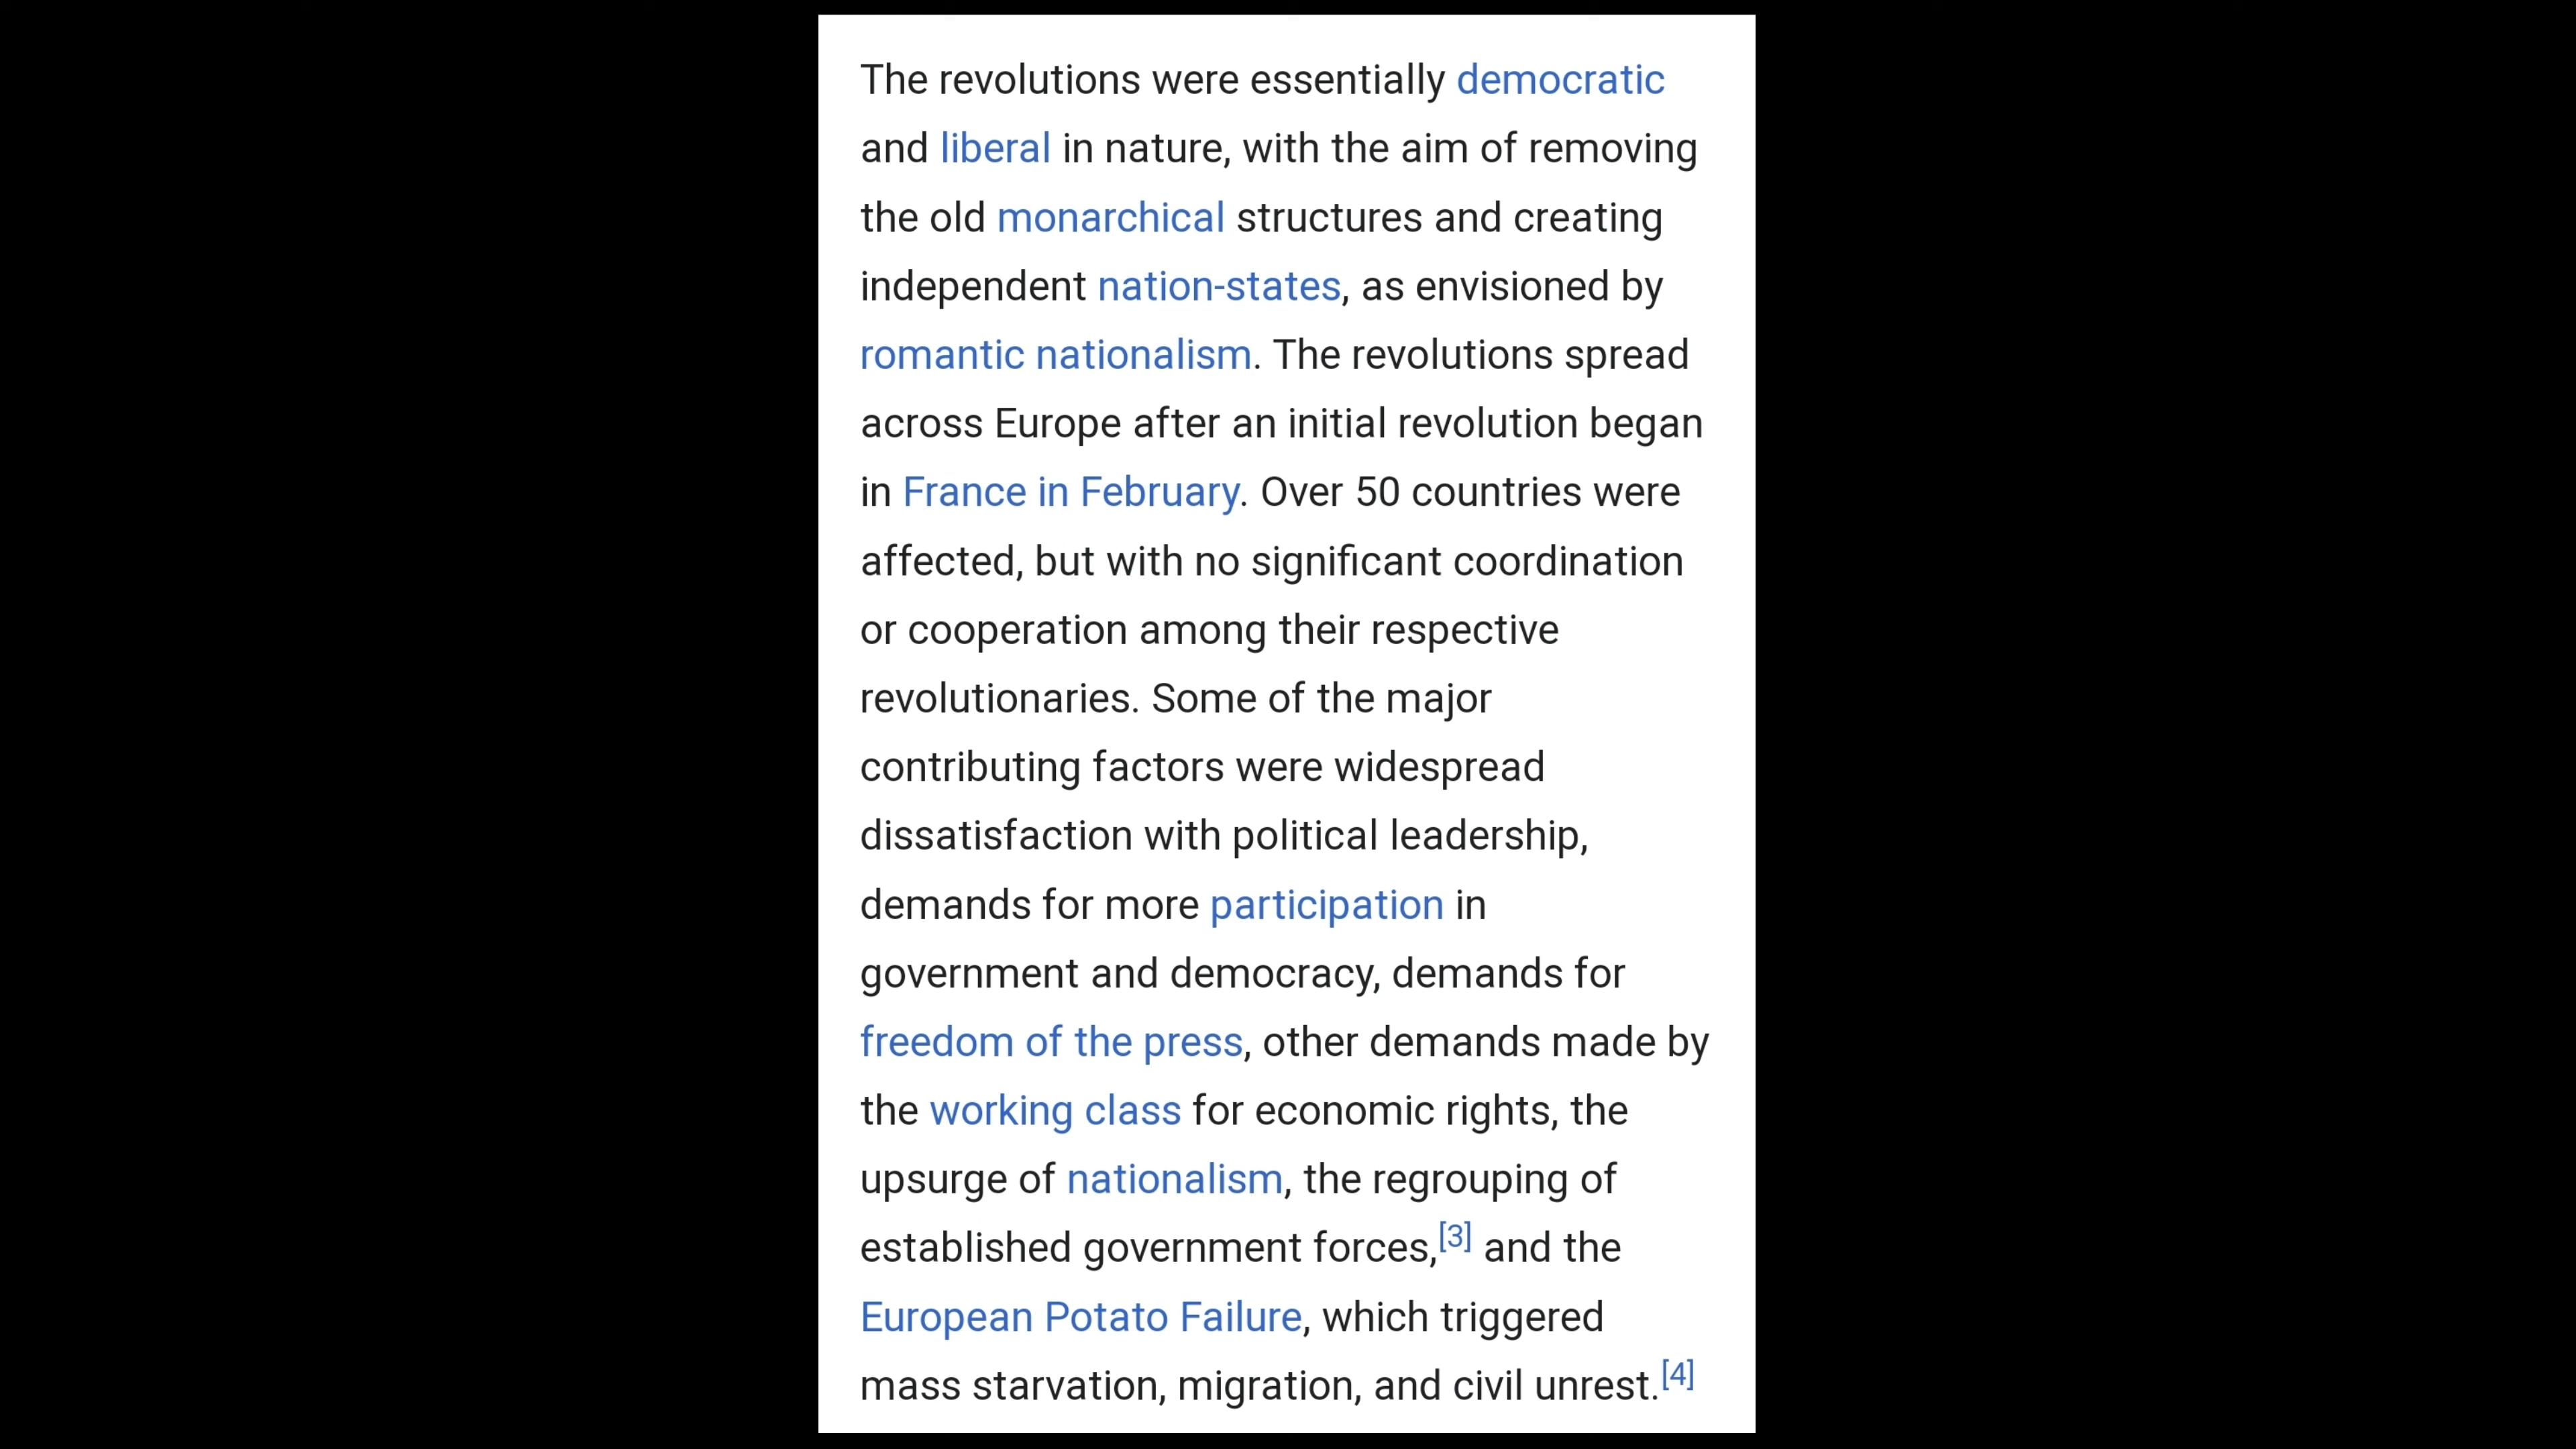 The revolutions were essentially democratic
and liberal in nature, with the aim of removing
the old monarchical structures and creating
independent nation-states, as envisioned by
romantic nationalism. The revolutions spread
across Europe after an initial revolution began
in France in February. Over 50 countries were
affected, but with no significant coordination
or cooperation among their respective
revolutionaries. Some of the major
contributing factors were widespread
dissatisfaction with political leadership,
demands for more participation in
government and democracy, demands for
freedom of the press, other demands made by
the working class for economic rights, the
upsurge of nationalism, the regrouping of
established government forces,[3] and the
European Potato Failure, which triggered
mass starvation, migration, and civil unrest.[4]